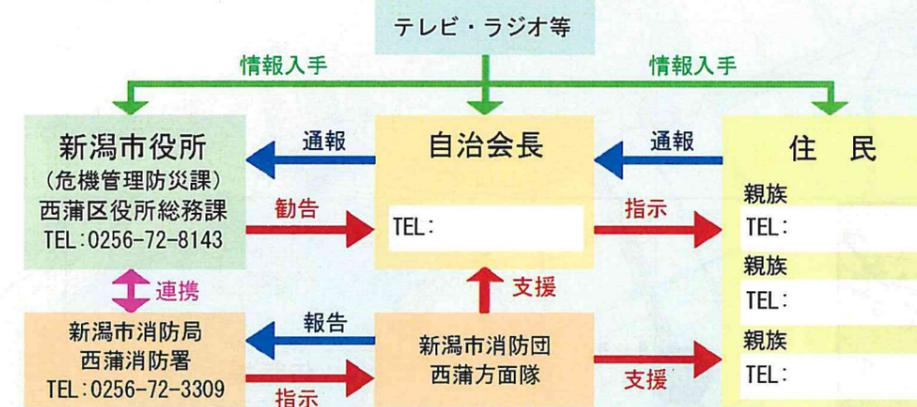 テレビ・ラジオ等
情報入手
情報入手
新潟市役所
(危機管理防災課)
西蒲区役所総務課
TEL:0256-72-8143
通報
勧告
自治会長
TEL:
通報
指示
住 民
親族
TEL:
親族
TEL:
親族
TEL:
連携
支援
新潟市消防局
西蒲消防署
TEL:0256-72-3309
報告
指示
新潟市消防団
西蒲方面隊
支援